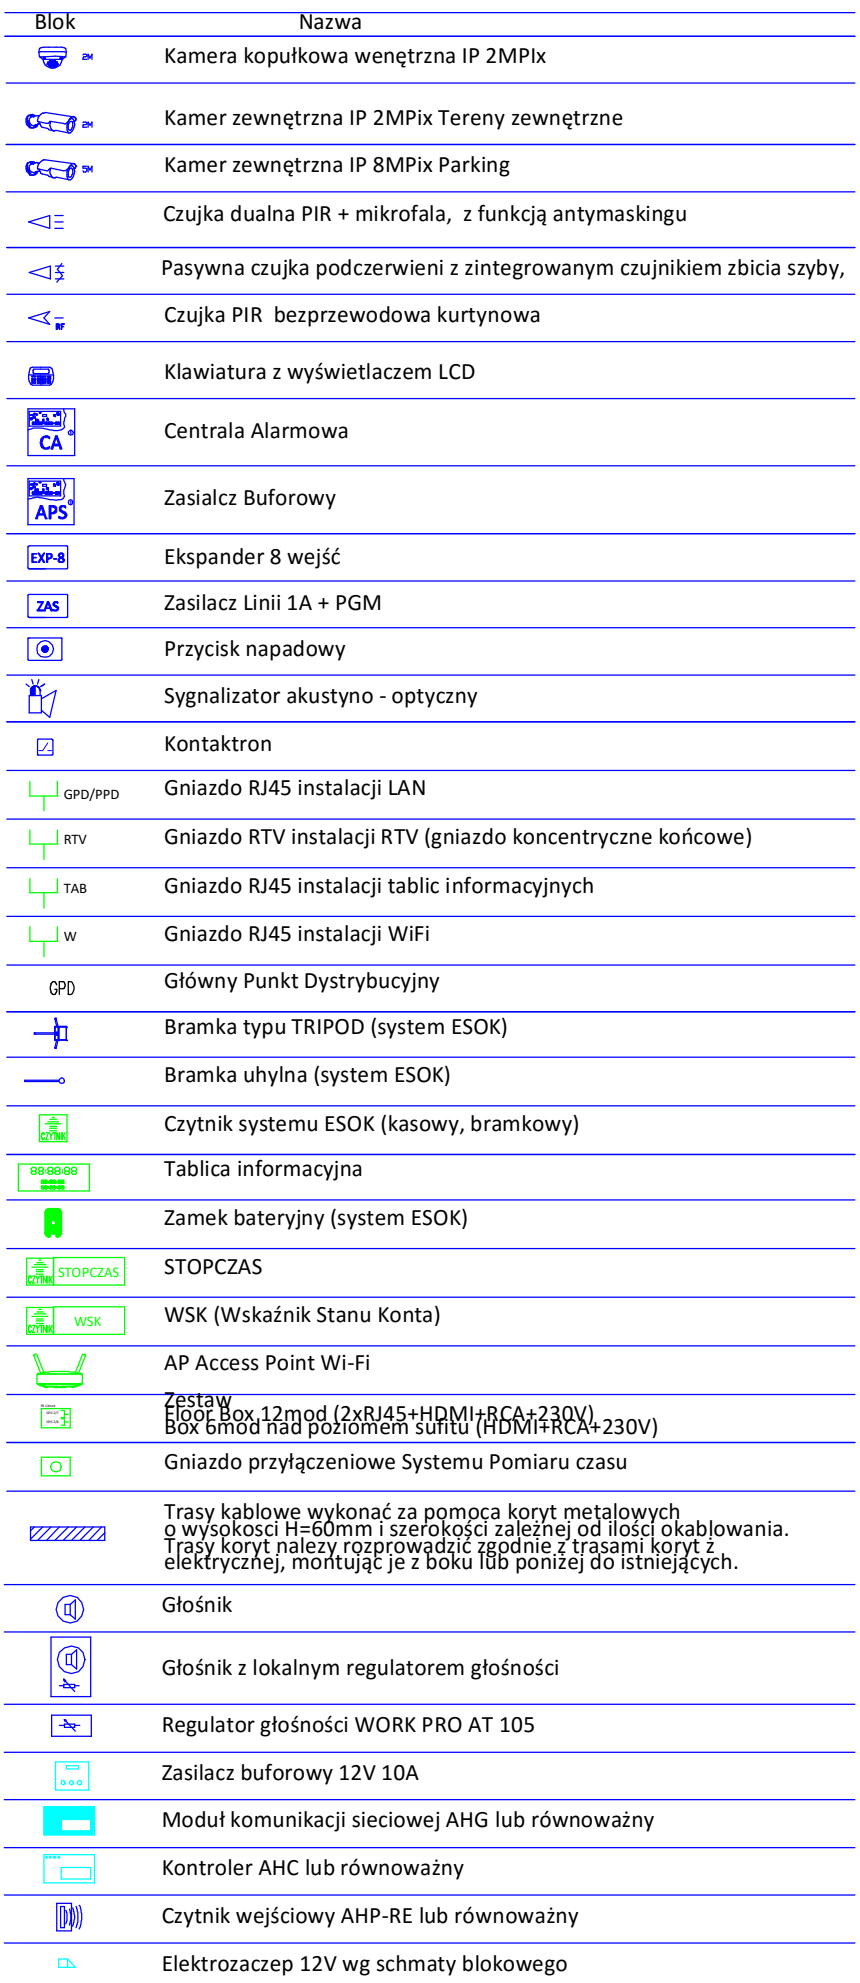 Blok Nazwa
2M Kamera kopułkowa wenętrzna IP 2MPIx
2M Kamer zewnętrzna IP 2MPix Tereny zewnętrzne
5M Kamer zewnętrzna IP 8MPix Parking
Czujka dualna PIR + mikrofala, z funkcją antymaskingu
Pasywna czujka podczerwieni z zintegrowanym czujnikiem zbicia szyby,
RF Czujka PIR bezprzewodowa kurtynowa
Klawiatura z wyświetlaczem LCD
CA Centrala Alarmowa
APS Zasialcz Buforowy
EXP-8 Ekspander 8 wejść
ZAS Zasilacz Linii 1A + PGM
Przycisk napadowy
Sygnalizator akustyno - optyczny
Kontaktron
GPD/PPD Gniazdo RJ45 instalacji LAN
RTV Gniazdo RTV instalacji RTV (gniazdo koncentryczne końcowe)
TAB Gniazdo RJ45 instalacji tablic informacyjnych
W Gniazdo RJ45 instalacji WiFi
GPD Główny Punkt Dystrybucyjny
Bramka typu TRIPOD (system ESOK)
Bramka uhylna (system ESOK)
CZYTNIK Czytnik systemu ESOK (kasowy, bramkowy)
88:88:88 Tablica informacyjna
Zamek bateryjny (system ESOK)
CZYTNIK STOPCZAS STOPCZAS
CZYTNIK WSK WSK (Wskaźnik Stanu Konta)
AP Access Point Wi-Fi
Zestaw
Floor Box 12mod (2xRJ45+HDMI+RCA+230V)
Box 6mod nad poziomem sufitu (HDMI+RCA+230V)
Gniazdo przyłączeniowe Systemu Pomiaru czasu
Trasy kablowe wykonać za pomoca koryt metalowych
o wysokosci H=60mm i szerokości zależnej od ilości okablowania.
Trasy koryt nalezy rozprowadzić zgodnie z trasami koryt ż
elektrycznej, montując je z boku lub poniżej do istniejących.
Głośnik
Głośnik z lokalnym regulatorem głośności
Regulator głośności WORK PRO AT 105
Zasilacz buforowy 12V 10A
Moduł komunikacji sieciowej AHG lub równoważny
Kontroler AHC lub równoważny
Czytnik wejściowy AHP-RE lub równoważny
Elektrozaczep 12V wg schmaty blokowego